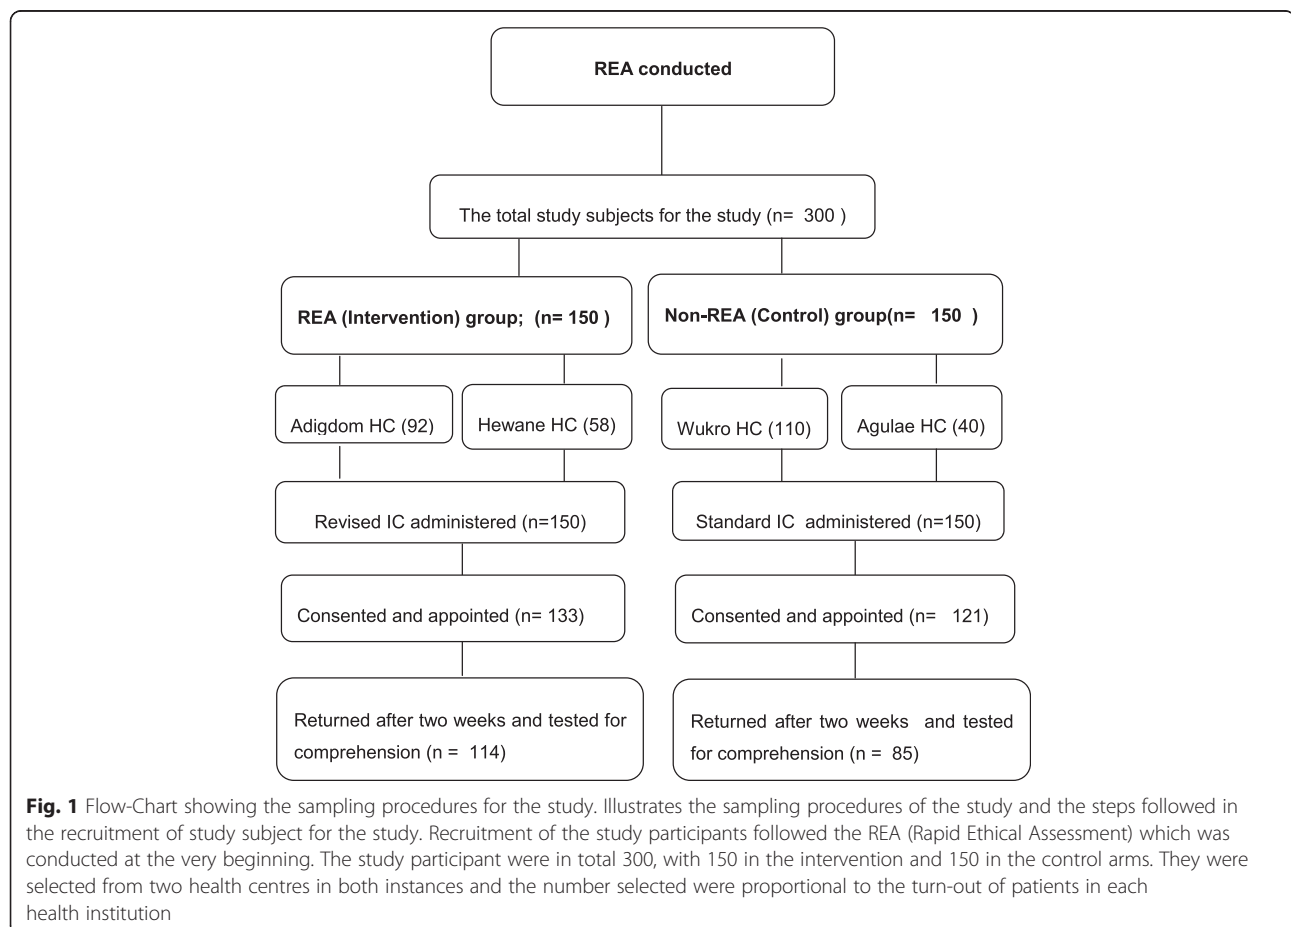 REA conducted
The total study subjects for the study (n= 300 )
REA (Intervention) group; (n= 150 )
Non-REA (Control) group(n= 150 )
Adigdom HC (92)
Hewane HC (58)
Wukro HC (110)
Agulae HC (40)
Revised IC administered (n=150)
Standard IC administered (n=150)
Consented and appointed (n= 133)
Consented and appointed (n= 121)
Returned after two weeks and tested for
comprehension (n = 114)
Returned after two weeks and tested
for comprehension (n = 85)
Fig. 1 Flow-Chart showing the sampling procedures for the study. Illustrates the sampling procedures of the study and the steps followed in
the recruitment of study subject for the study. Recruitment of the study participants followed the REA (Rapid Ethical Assessment) which was
conducted at the very beginning. The study participant were in total 300, with 150 in the intervention and 150 in the control arms. They were
selected from two health centres in both instances and the number selected were proportional to the turn-out of patients in each
health institution